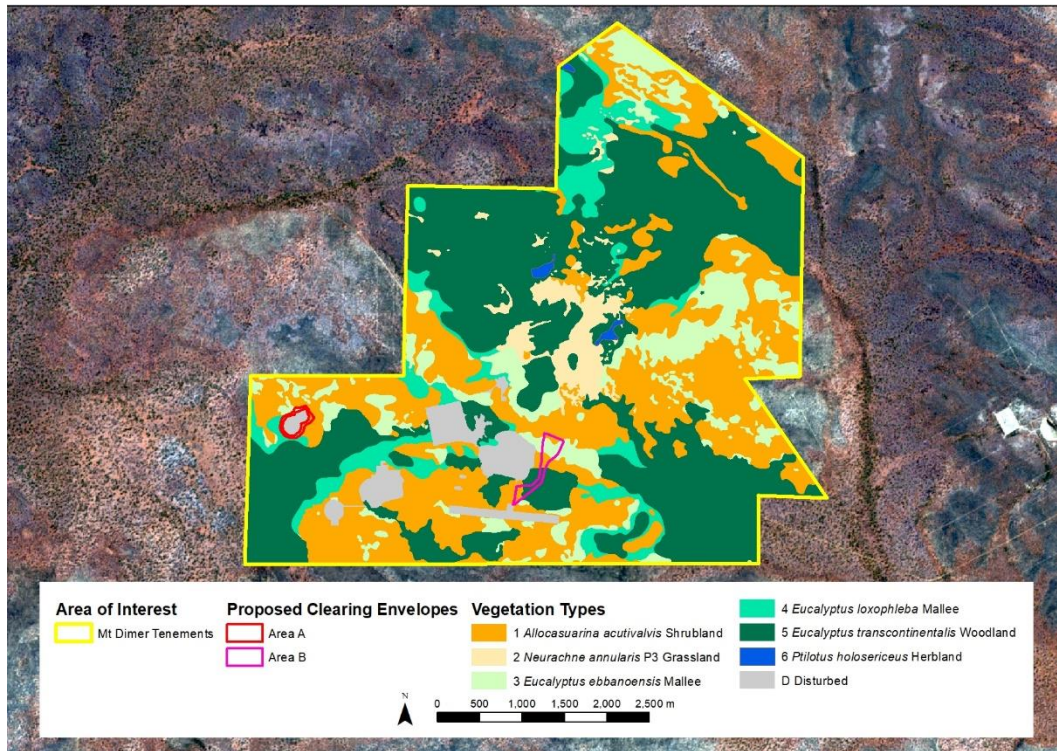 Area of Interest
Mt Dimer Tenements
Proposed Clearing Envelopes
Area A
Area B
Vegetation Types
1 Allocasuarina acutivalvis Shrubland
2 Neurachne annularis P3 Grassland
3 Eucalyptus ebbanoensis Mallee
4 Eucalyptus loxophleba Mallee
5 Eucalyptus transcontinentalis Woodland
6 Ptilotus holosericeus Herbland
D Disturbed
N
0 500 1,000 1,500 2,000 2,500 m